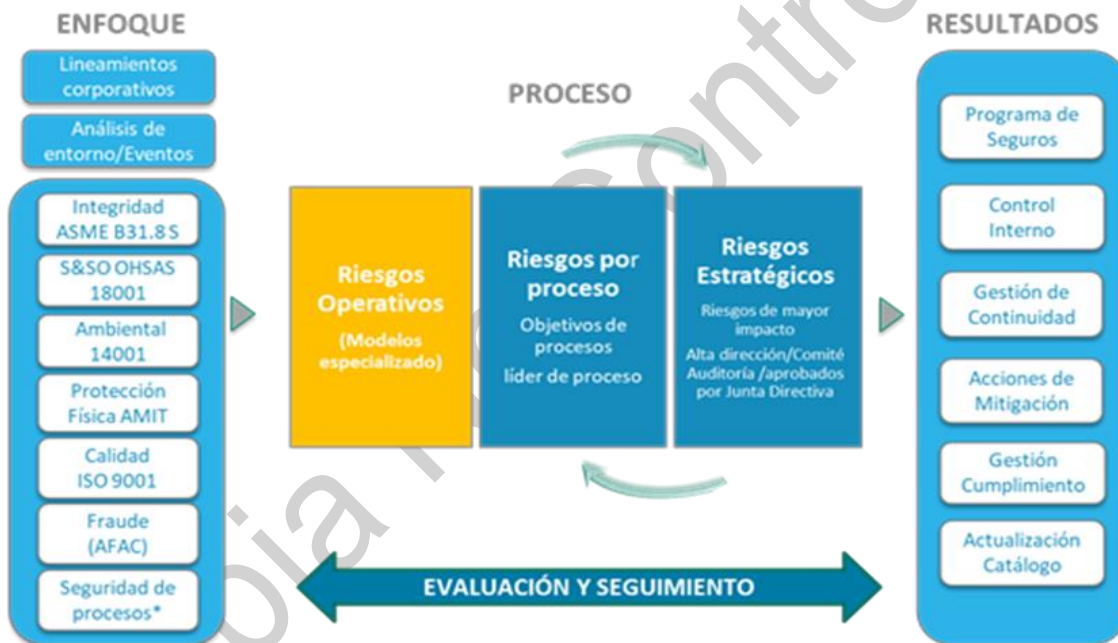 ENFOQUE
Lineamientos
corporativos
Análisis de
entorno/Eventos
Integridad
ASME B31.8 S
S&SO OHSAS
18001
Ambiental
14001
Protección
Física AMIT
Calidad
ISO 9001
Fraude
(AFAC)
Seguridad de
procesos*
PROCESO
Riesgos
Operativos
(Modelos
especializado)
Riesgos por
proceso
Objetivos de
procesos
líder de proceso
Riesgos
Estratégicos
Riesgos de mayor
impacto
Alta dirección/Comité
Auditoría /aprobados
por Junta Directiva
EVALUACIÓN Y SEGUIMIENTO
RESULTADOS
Programa de
Seguros
Control
Interno
Gestión de
Continuidad
Acciones de
Mitigación
Gestión
Cumplimiento
Actualización
Catálogo